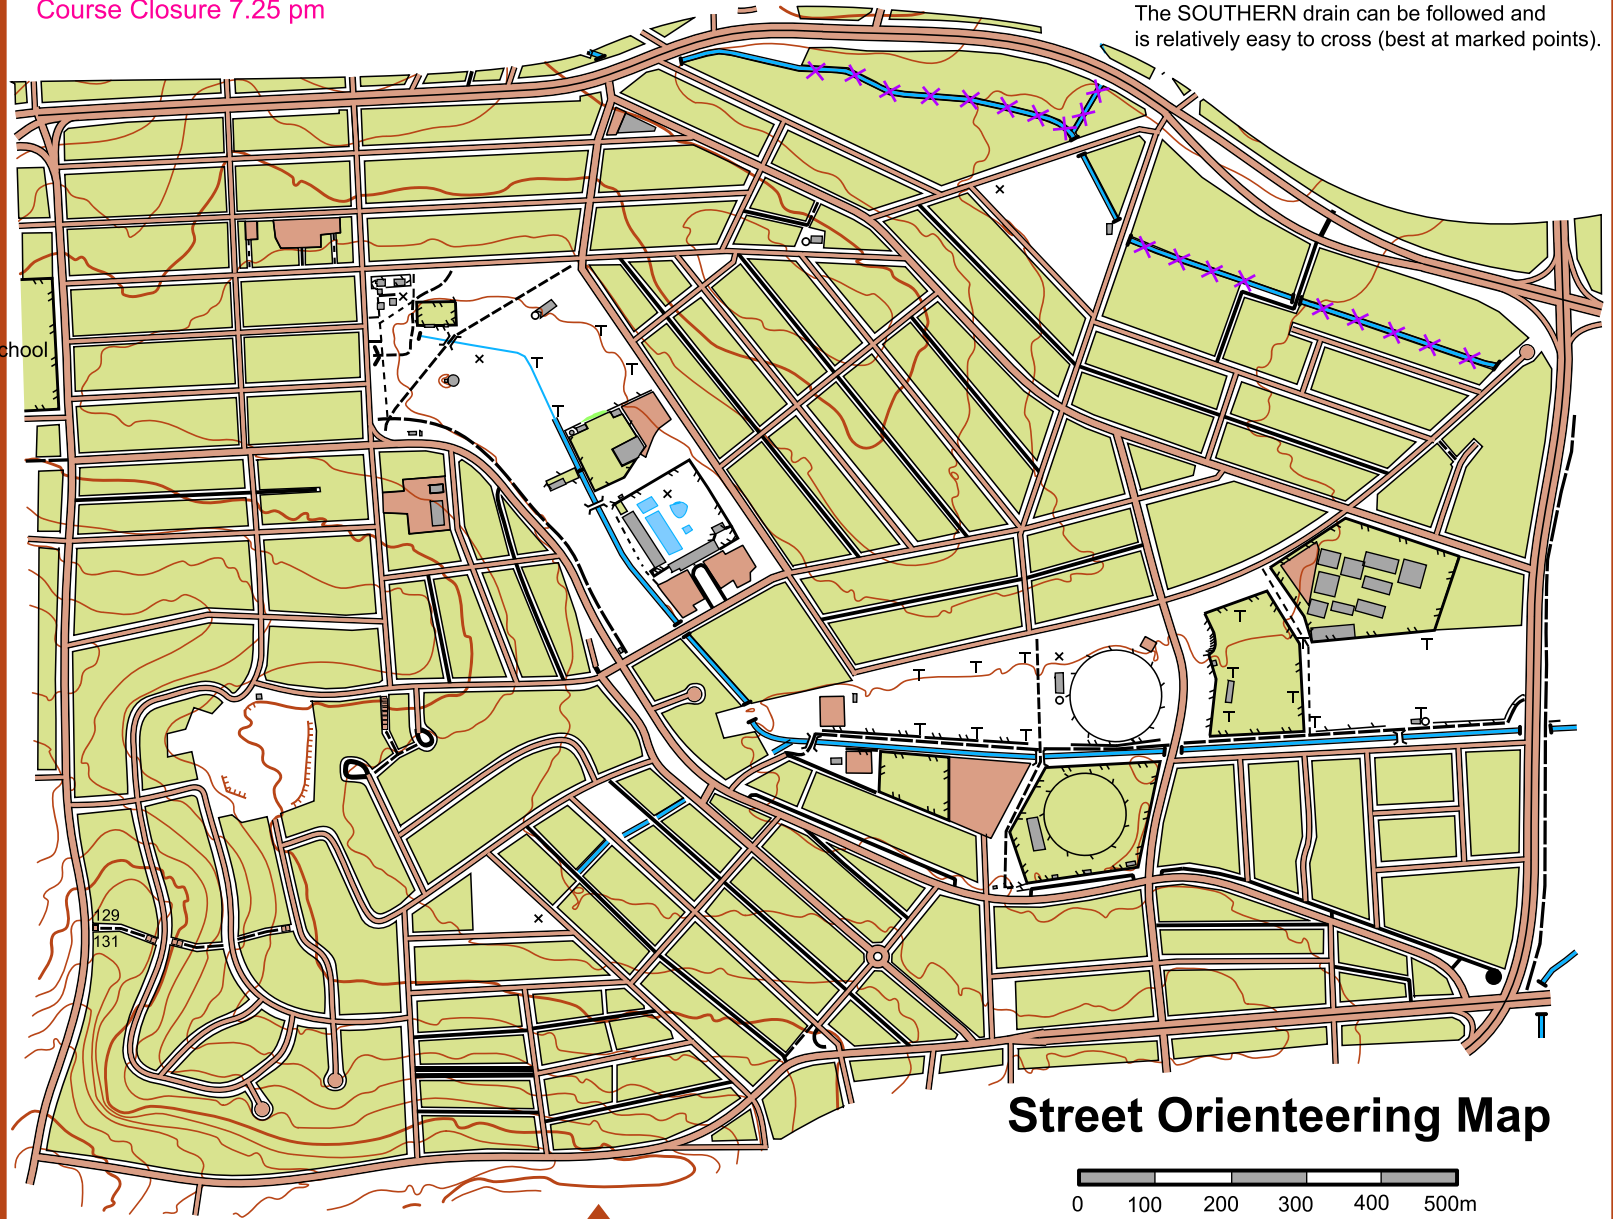 Course Closure 7.25 pm
The SOUTHERN drain can be followed and
is relatively easy to cross (best at marked points).
chool
129
131
Street Orienteering Map
0 100 200 300 400 500m